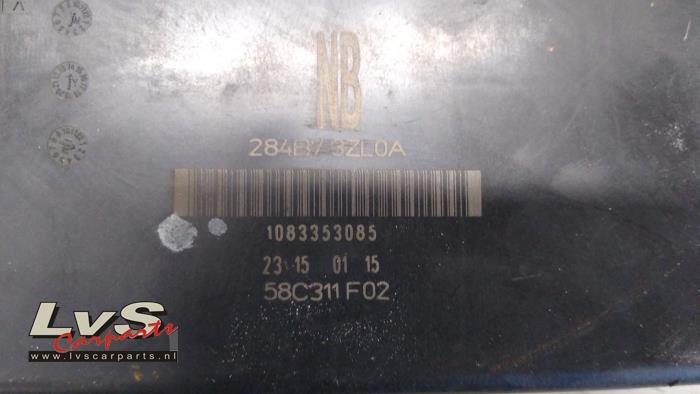 NB
284B7 3ZL0A
1083353085
23 15 01 15
58C311 F02
LvS
Carparts
www.lvscarparts.nl